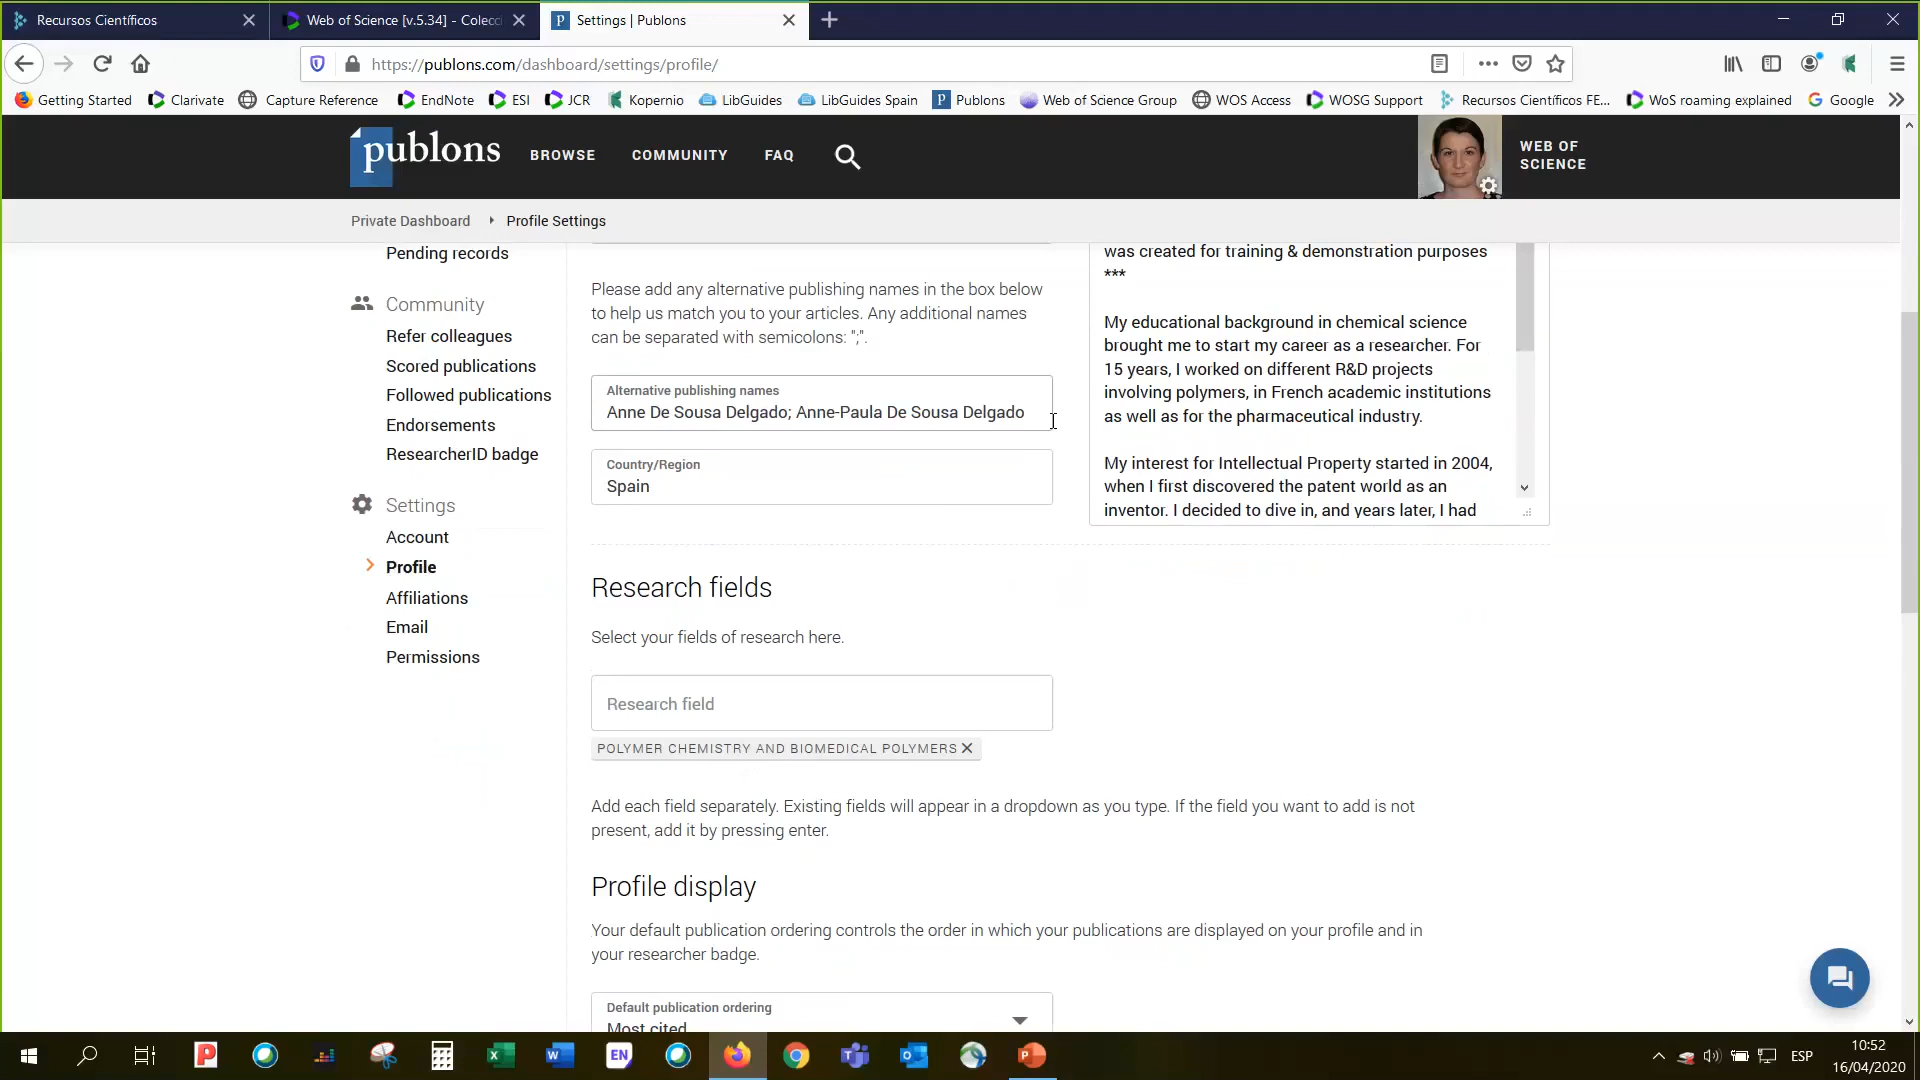 Recursos Científicos
Web of Science [v.5.34] - Colecci
Settings | Publons
https://publons.com/dashboard/settings/profile/
Getting Started
Clarivate
Capture Reference
EndNote
ESI
JCR
Kopernio
LibGuides
LibGuides Spain
Publons
Web of Science Group
WOS Access
WOSG Support
Recursos Científicos FE...
WoS roaming explained
Google
publons
BROWSE
COMMUNITY
FAQ
WEB OF
SCIENCE
Private Dashboard
Profile Settings
Pending records
Community
Refer colleagues
Scored publications
Followed publications
Endorsements
ResearcherID badge
Settings
Account
Profile
Affiliations
Email
Permissions
Please add any alternative publishing names in the box below
to help us match you to your articles. Any additional names
can be separated with semicolons: ";".
Alternative publishing names
Anne De Sousa Delgado; Anne-Paula De Sousa Delgado
Country/Region
Spain
was created for training & demonstration purposes
***
My educational background in chemical science
brought me to start my career as a researcher. For
15 years, I worked on different R&D projects
involving polymers, in French academic institutions
as well as for the pharmaceutical industry.
My interest for Intellectual Property started in 2004,
when I first discovered the patent world as an
inventor. I decided to dive in, and years later, I had
Research fields
Select your fields of research here.
Research field
POLYMER CHEMISTRY AND BIOMEDICAL POLYMERS
Add each field separately. Existing fields will appear in a dropdown as you type. If the field you want to add is not
present, add it by pressing enter.
Profile display
Your default publication ordering controls the order in which your publications are displayed on your profile and in
your researcher badge.
Default publication ordering
Most cited
EN
ESP
10:52
16/04/2020